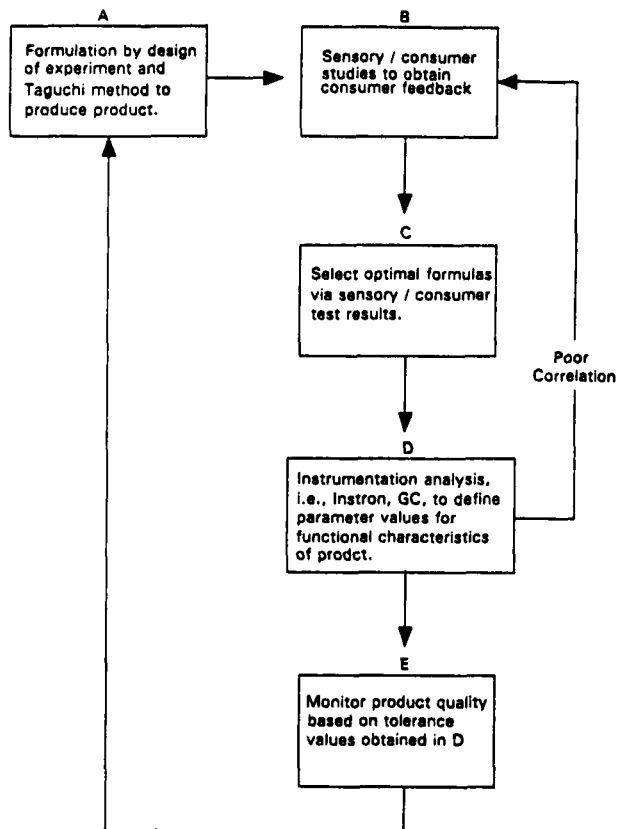 A
Formulation by design
of experiment and
Taguchi method to
produce product.
B
Sensory / consumer
studies to obtain
consumer feedback
C
Select optimal formulas
via sensory / consumer
test results.
Poor
Correlation
D
Instrumentation analysis,
i.e., Instron, GC, to define
parameter values for
functional characteristics
of prodct.
E
Monitor product quality
based on tolerance
values obtained in D